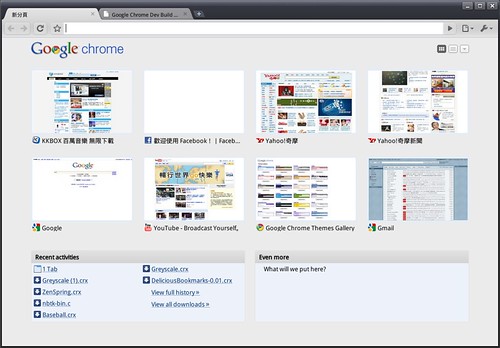 新分頁
Google Chrome Dev Build ...
Google chrome
KKBOX 百萬音樂 無限下載
歡迎使用 Facebook！ | Faceb...
Yahoo!奇摩
Yahoo!奇摩新聞
Google
YouTube - Broadcast Yourself.
Google Chrome Themes Gallery
Gmail
Recent activities
1 Tab
Greyscale (1).crx
ZenSpring.crx
nbtk-bin.c
Baseball.crx
Greyscale.crx
DeliciousBookmarks-0.01.crx
View full history »
View all downloads »
Even more
What will we put here?